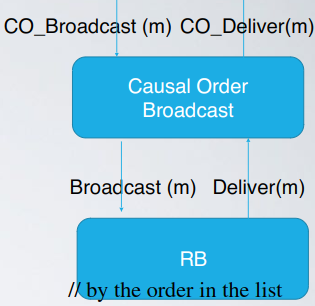 CO_Broadcast (m) CO_Deliver(m)
Causal Order
Broadcast
Broadcast (m) Deliver(m)
RB
// by the order in the list